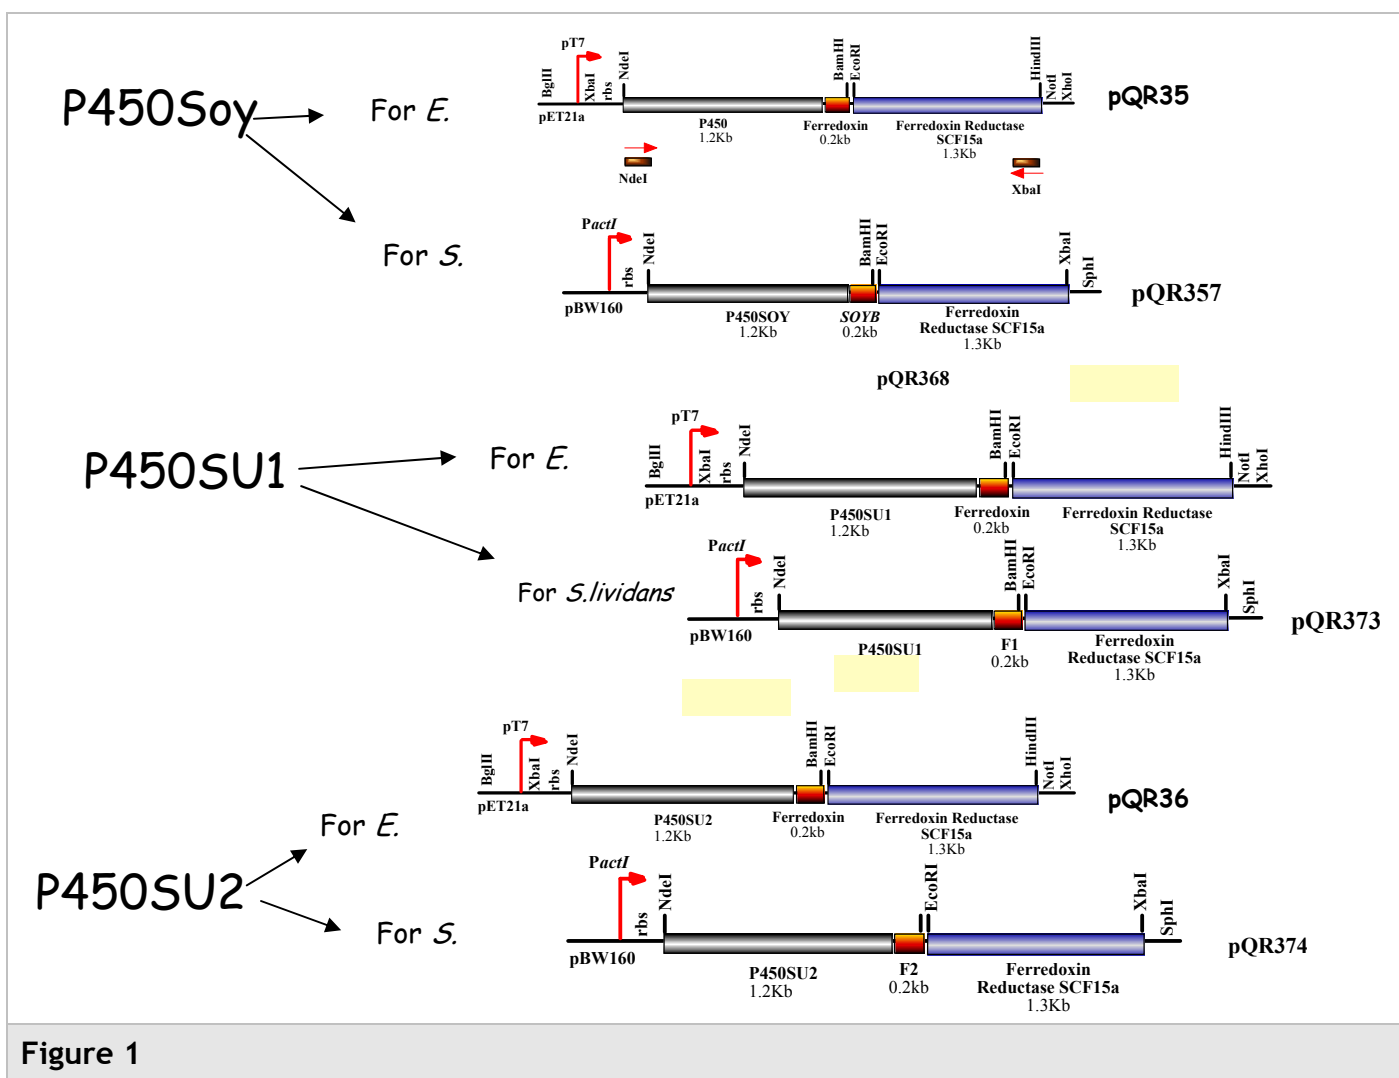 P450Soy
For E.
pT7
BglII
XbaI
rbs
NdeI
BamHI
EcoRI
HindIII
NotI
XhoI
pET21a
P450
1.2Kb
Ferredoxin
0.2kb
Ferredoxin Reductase
SCF15a
1.3Kb
pQR35
NdeI
XbaI
For S.
PactI
rbs
NdeI
BamHI
EcoRI
XbaI
SphI
pBW160
P450SOY
1.2Kb
SOYB
0.2kb
Ferredoxin
Reductase SCF15a
1.3Kb
pQR357
pQR368
P450SU1
For E.
pT7
BglII
XbaI
rbs
NdeI
BamHI
EcoRI
HindIII
NotI
XhoI
pET21a
P450SU1
1.2Kb
Ferredoxin
0.2kb
Ferredoxin Reductase
SCF15a
1.3Kb
For S.lividans
PactI
rbs
NdeI
BamHI
EcoRI
XbaI
SphI
pBW160
P450SU1
F1
0.2kb
Ferredoxin
Reductase SCF15a
1.3Kb
pQR373
P450SU2
For E.
pT7
BglII
XbaI
rbs
NdeI
BamHI
EcoRI
HindIII
NotI
XhoI
pET21a
P450SU2
1.2Kb
Ferredoxin
0.2kb
Ferredoxin Reductase
SCF15a
1.3Kb
pQR36
For S.
PactI
rbs
NdeI
EcoRI
XbaI
SphI
pBW160
P450SU2
1.2Kb
F2
0.2kb
Ferredoxin
Reductase SCF15a
1.3Kb
pQR374
Figure 1